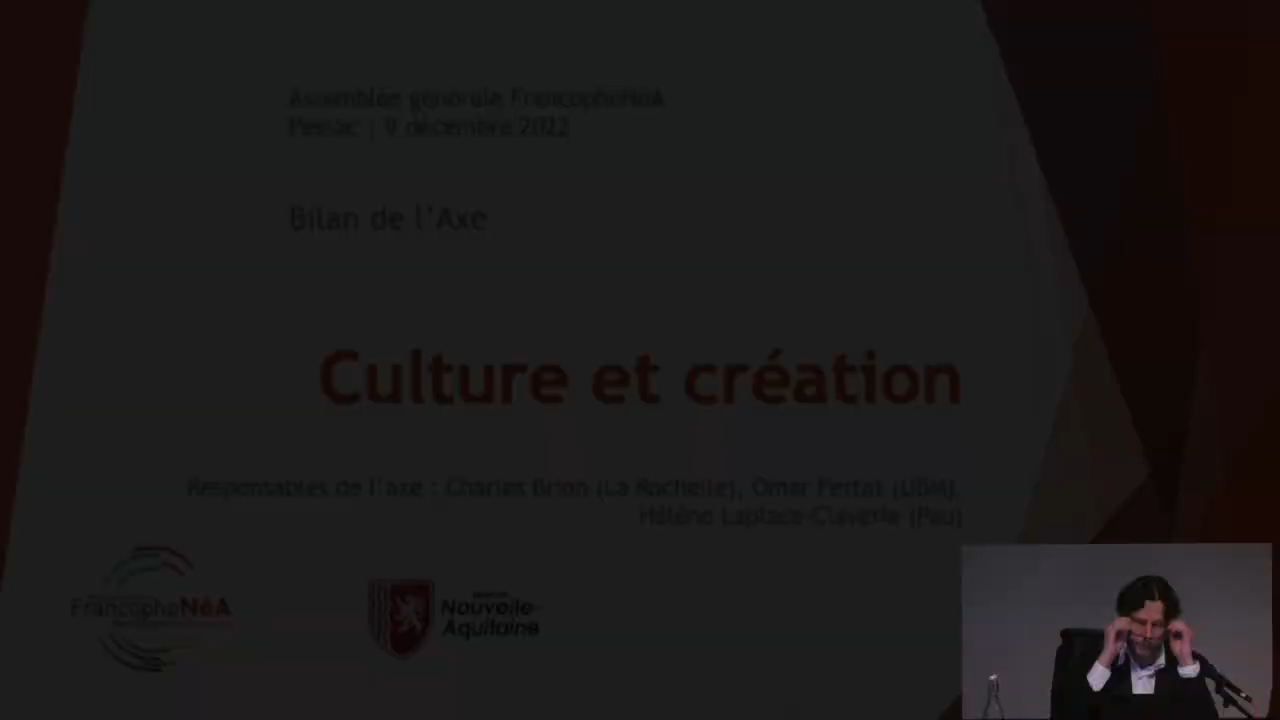 Assemblée générale FrancophoNéA
Pessac | 9 décembre 2022
Bilan de l'Axe
Culture et création
Responsables de l'axe : Charles Brion (La Rochelle), Omar Fertat (UBM),
Hélène Laplace-Claverie (Pau)
FrancophoNéA
Nouvelle-
Aquitaine